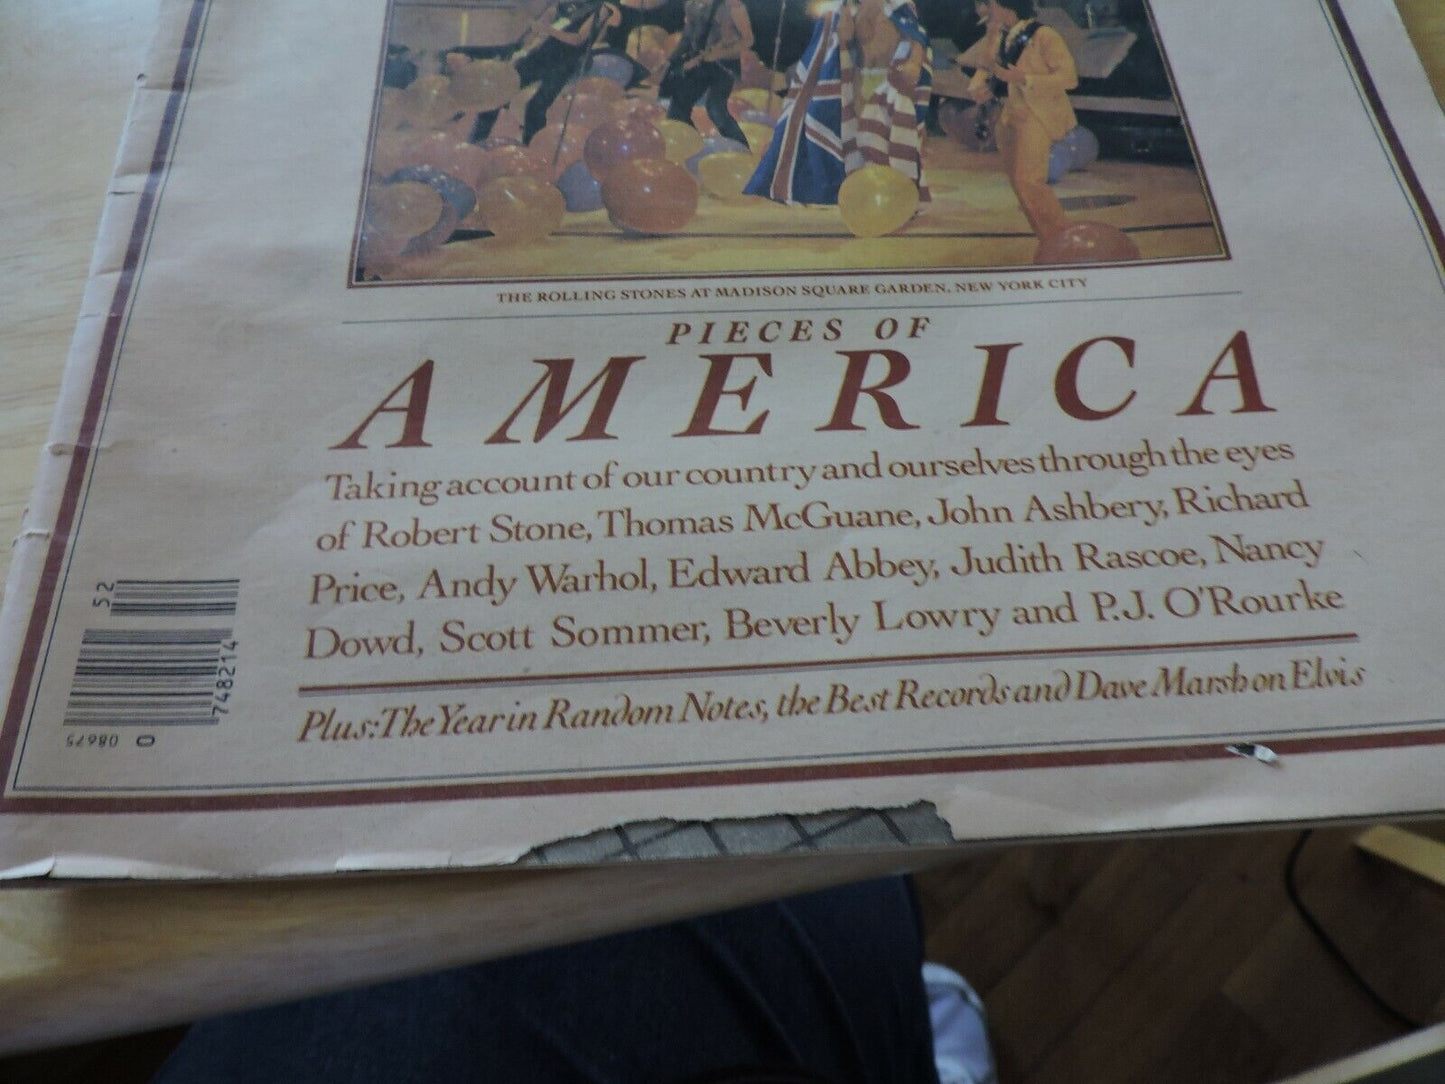 THE ROLLING STONES AT MADISON SQUARE GARDEN, NEW YORK CITY
PIECES OF
AMERICA
Taking account of our country and ourselves through the eyes
of Robert Stone, Thomas McGuane, John Ashbery, Richard
Price, Andy Warhol, Edward Abbey, Judith Rascoe, Nancy
Dowd, Scott Sommer, Beverly Lowry and P.J. O'Rourke
Plus: The Year in Random Notes, the Best Records and Dave Marsh on Elvis
52
748214
0 08675